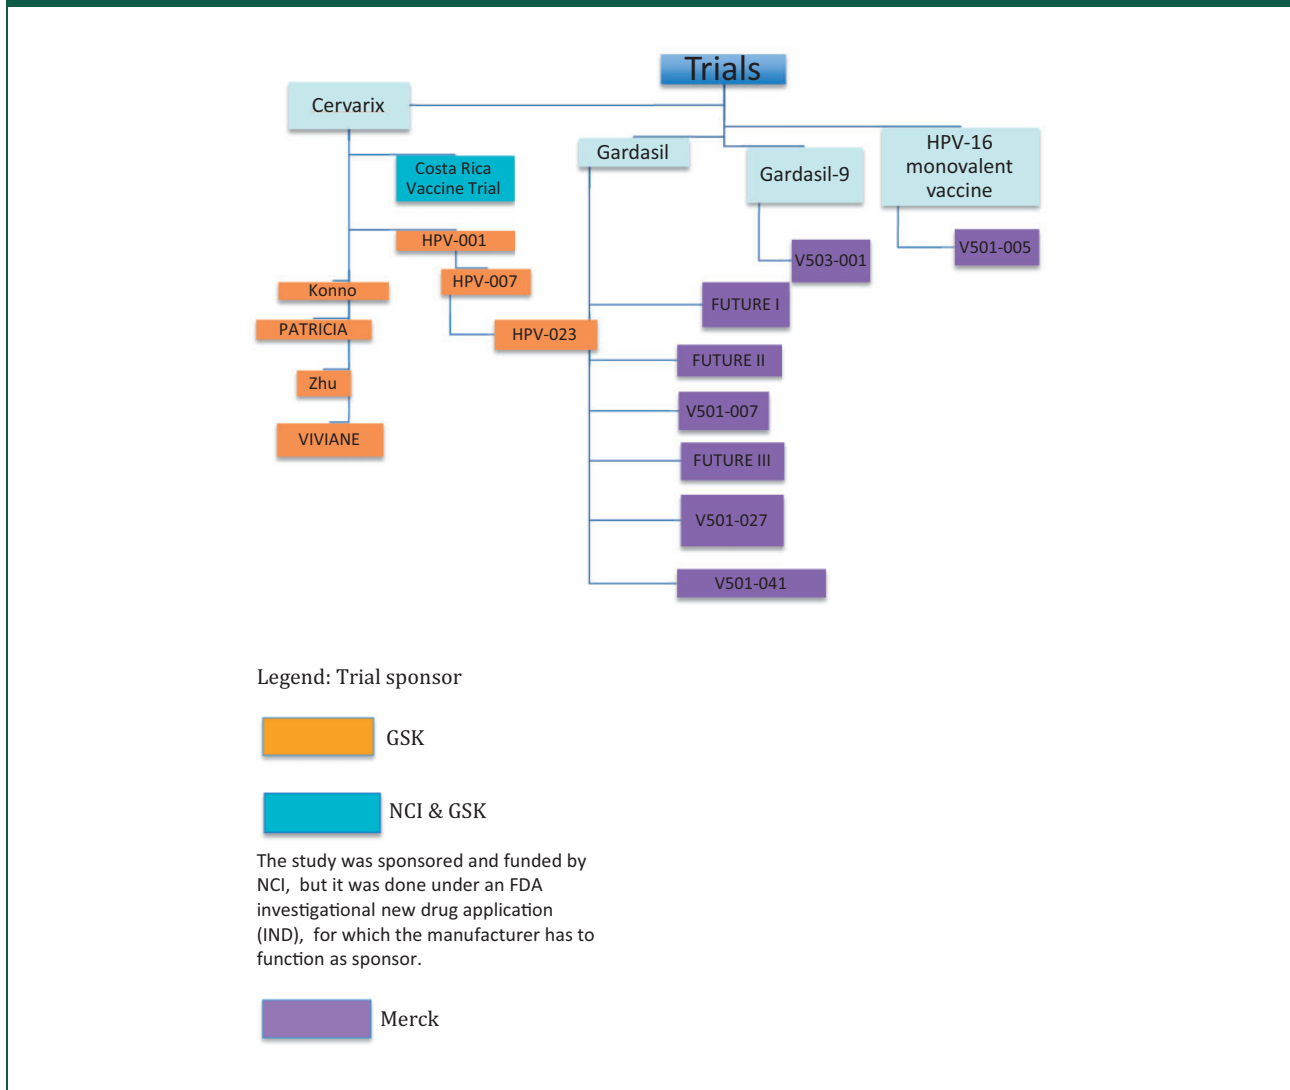 Trials
Cervarix
Costa Rica
Vaccine Trial
HPV-001
HPV-007
HPV-023
Konno
PATRICIA
Zhu
VIVIANE
Gardasil
FUTURE I
FUTURE II
V501-007
FUTURE III
V501-027
V501-041
Gardasil-9
V503-001
HPV-16
monovalent
vaccine
V501-005
Legend: Trial sponsor
GSK
NCI & GSK
The study was sponsored and funded by
NCI,  but it was done under an FDA
investigational new drug application
(IND),  for which the manufacturer has to
function as sponsor.
Merck